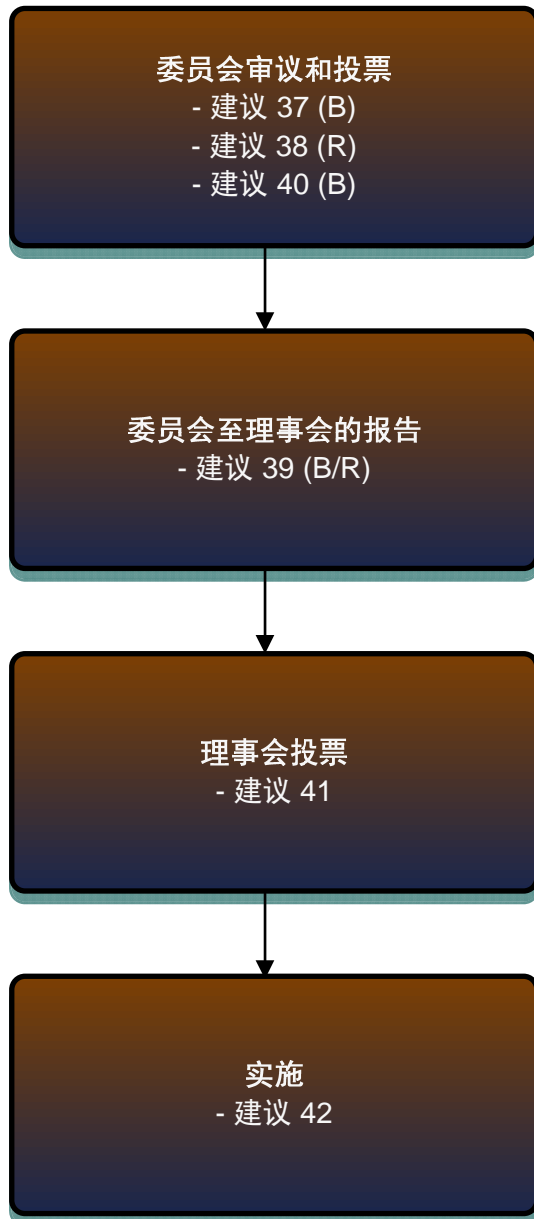 委员会审议和投票
- 建议 37 (B)
- 建议 38 (R)
- 建议 40 (B)
委员会至理事会的报告
- 建议 39 (B/R)
理事会投票
- 建议 41
实施
- 建议 42